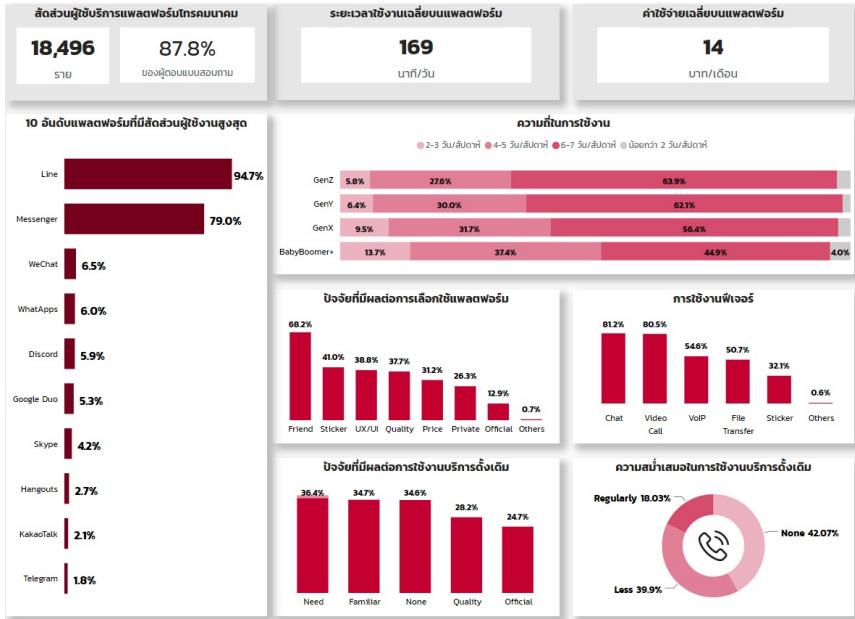 สัดส่วนผู้ใช้บริการแพลตฟอร์มโทรคมนาคม
18,496
ราย
87.8%
ของผู้ตอบแบบสอบถาม
ระยะเวลาใช้งานเฉลี่ยบนแพลตฟอร์ม
169
นาที/วัน
ค่าใช้จ่ายเฉลี่ยบนแพลตฟอร์ม
14
บาท/เดือน
10 อันดับแพลตฟอร์มที่มีสัดส่วนผู้ใช้งานสูงสุด
Line 94.7%
Messenger 79.0%
WeChat 6.5%
WhatApps 6.0%
Discord 5.9%
Google Duo 5.3%
Skype 4.2%
Hangouts 2.7%
KakaoTalk 2.1%
Telegram 1.8%
ความถี่ในการใช้งาน
2-3 วัน/สัปดาห์ 4-5 วัน/สัปดาห์ 6-7 วัน/สัปดาห์ น้อยกว่า 2 วัน/สัปดาห์
GenZ 5.8% 27.6% 63.9%
GenY 6.4% 30.0% 62.1%
GenX 9.5% 31.7% 56.4%
BabyBoomer+ 13.7% 37.4% 44.9% 4.0%
ปัจจัยที่มีผลต่อการเลือกใช้แพลตฟอร์ม
68.2% 41.0% 38.8% 37.7% 31.2% 26.3% 12.9% 0.7%
Friend Sticker UX/UI Quality Price Private Official Others
การใช้งานฟีเจอร์
81.2% 80.5% 54.6% 50.7% 32.1% 0.6%
Chat Video VoIP File Sticker Others
Call Transfer
ปัจจัยที่มีผลต่อการใช้งานบริการดั้งเดิม
36.4% 34.7% 34.6% 28.2% 24.7%
Need Familiar None Quality Official
ความสม่ำเสมอในการใช้งานบริการดั้งเดิม
Regularly 18.03%
None 42.07%
Less 39.9%